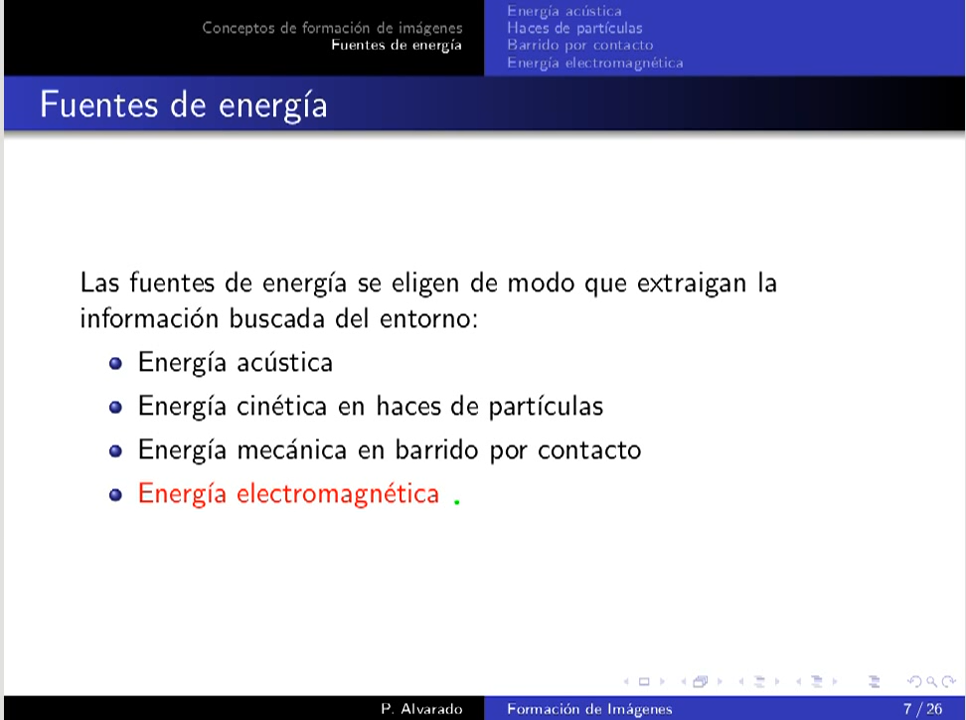 Conceptos de formación de imágenes
Fuentes de energía
Energía acústica
Haces de partículas
Barrido por contacto
Energía electromagnética
Fuentes de energía
Las fuentes de energía se eligen de modo que extraigan la
información buscada del entorno:
Energía acústica
Energía cinética en haces de partículas
Energía mecánica en barrido por contacto
Energía electromagnética .
P. Alvarado
Formación de Imágenes
7 / 26